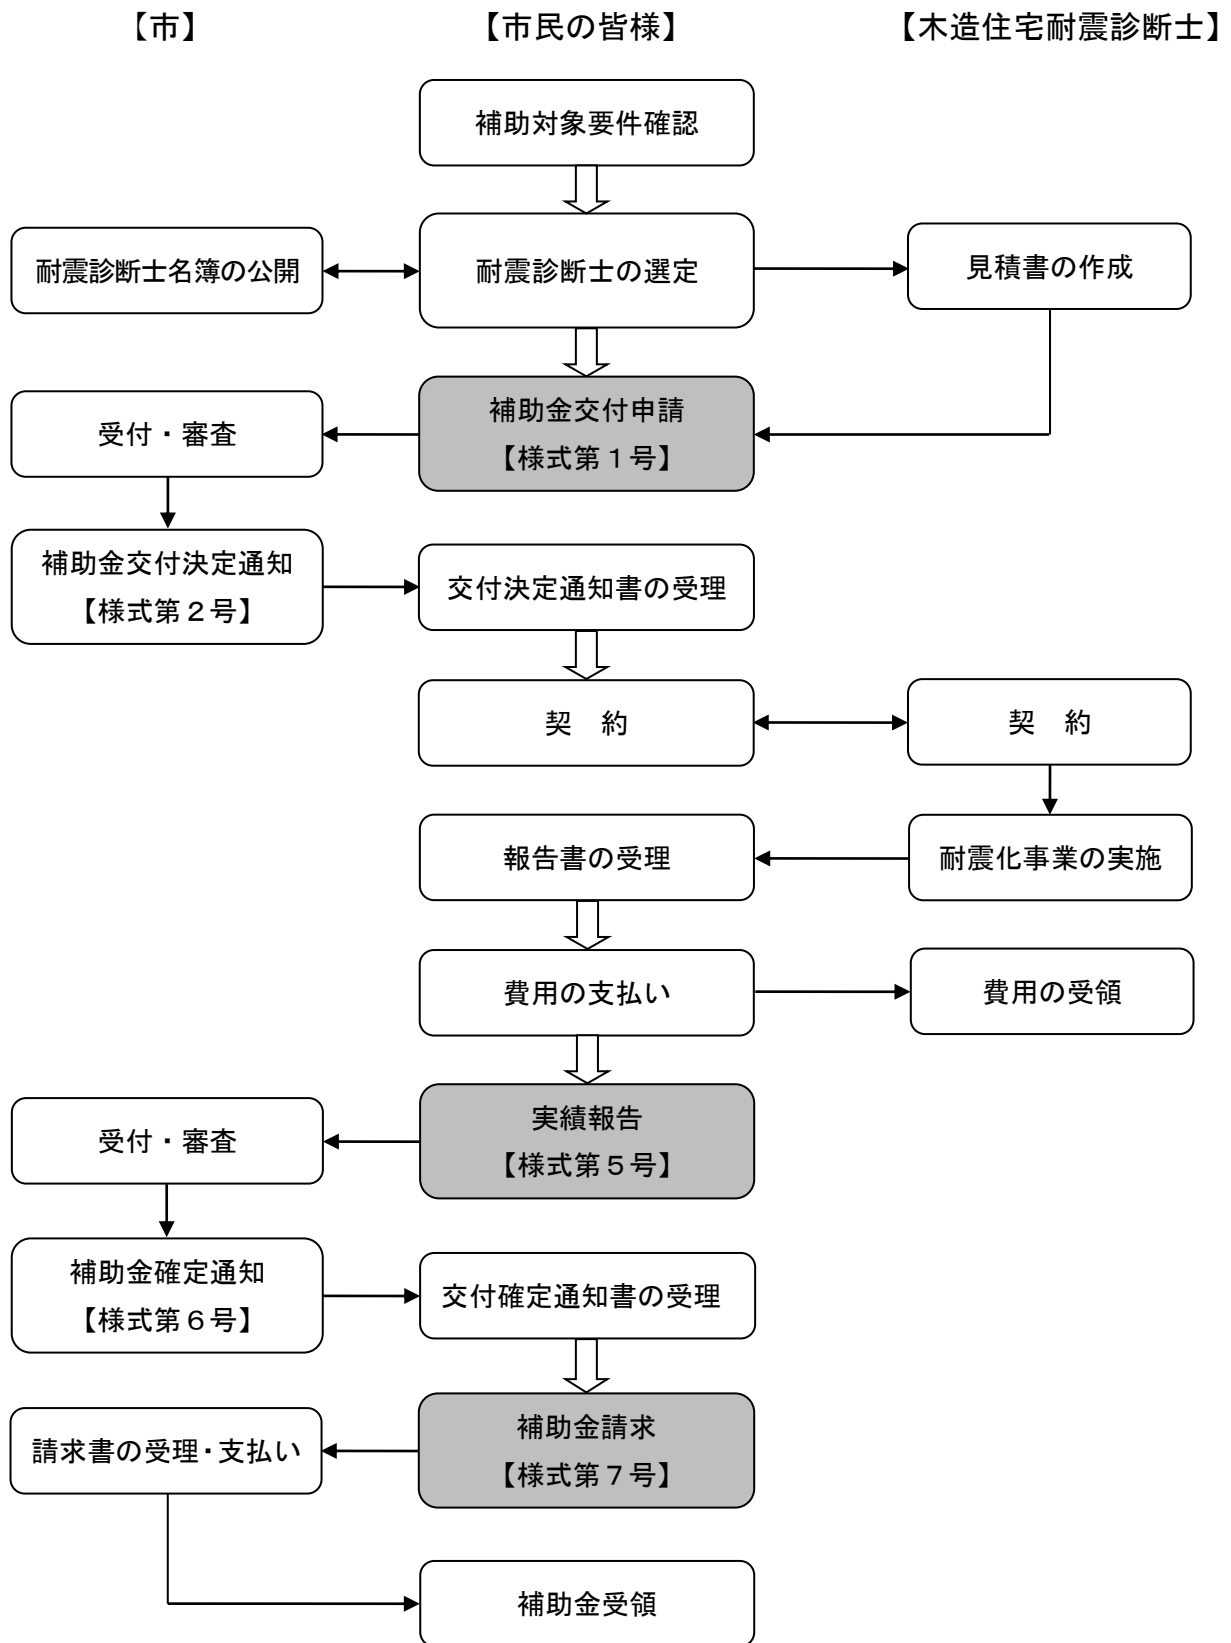 【市】
【市民の皆様】
【木造住宅耐震診断士】
補助対象要件確認
耐震診断士名簿の公開
耐震診断士の選定
見積書の作成
受付・審査
補助金交付申請
【様式第１号】
補助金交付決定通知
【様式第２号】
交付決定通知書の受理
契　約
契　約
報告書の受理
耐震化事業の実施
費用の支払い
費用の受領
受付・審査
実績報告
【様式第５号】
補助金確定通知
【様式第６号】
交付確定通知書の受理
請求書の受理・支払い
補助金請求
【様式第７号】
補助金受領